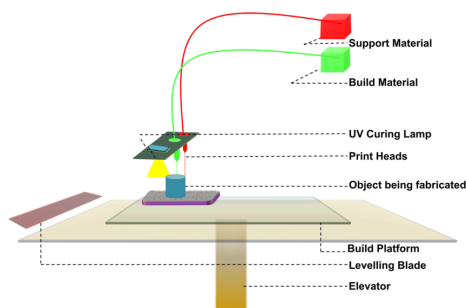 Support Material
Build Material
UV Curing Lamp
Print Heads
Object being fabricated
Build Platform
Levelling Blade
Elevator